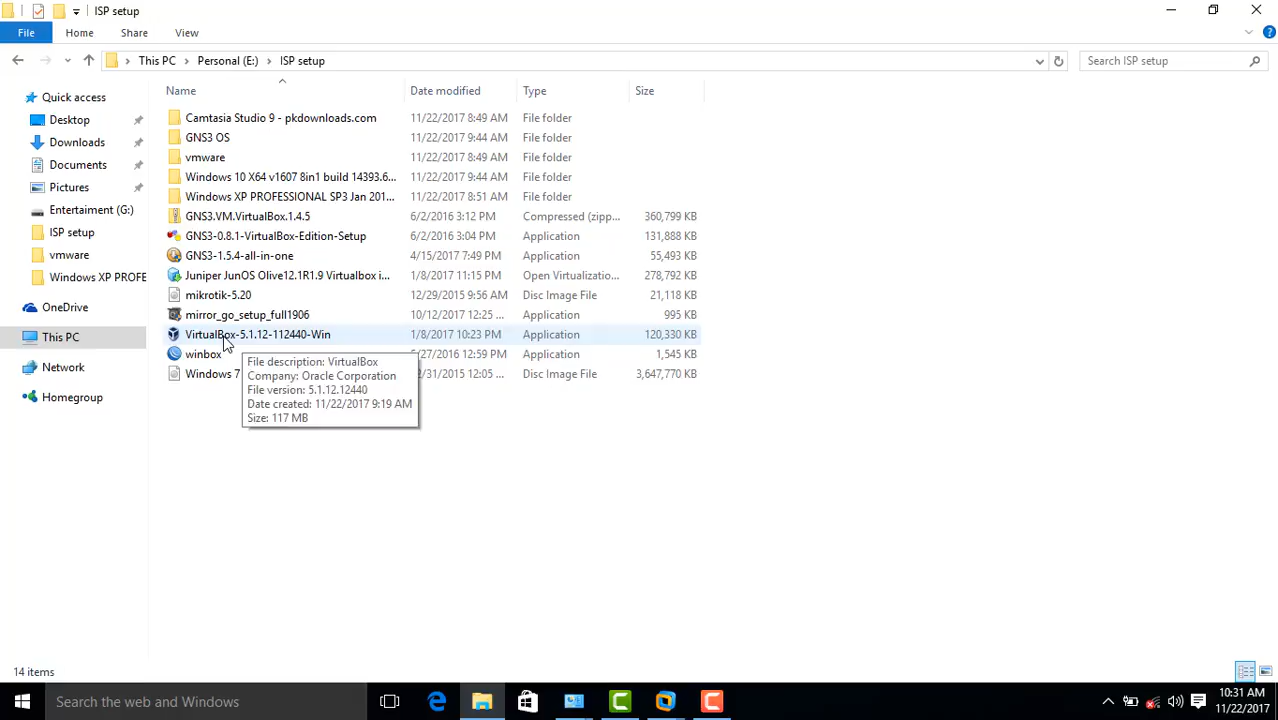 ISP setup
File Home Share View
This PC Personal (E:) ISP setup Search ISP setup
Name Date modified Type Size
Quick access
Desktop
Downloads
Documents
Pictures
Entertaiment (G:)
ISP setup
vmware
Windows XP PROFE
OneDrive
This PC
Network
Homegroup
Camtasia Studio 9 - pkdownloads.com 11/22/2017 8:49 AM File folder
GNS3 OS 11/22/2017 9:44 AM File folder
vmware 11/22/2017 8:49 AM File folder
Windows 10 X64 v1607 8in1 build 14393.6... 11/22/2017 9:44 AM File folder
Windows XP PROFESSIONAL SP3 Jan 201... 11/22/2017 8:51 AM File folder
GNS3.VM.VirtualBox.1.4.5 6/2/2016 3:12 PM Compressed (zipp... 360,799 KB
GNS3-0.8.1-VirtualBox-Edition-Setup 6/2/2016 3:04 PM Application 131,888 KB
GNS3-1.5.4-all-in-one 4/15/2017 7:49 PM Application 55,493 KB
Juniper JunOS Olive12.1R1.9 Virtualbox i... 1/8/2017 11:15 PM Open Virtualizatio... 278,792 KB
mikrotik-5.20 12/29/2015 9:56 AM Disc Image File 21,118 KB
mirror_go_setup_full1906 10/12/2017 12:25 ... Application 995 KB
VirtualBox-5.1.12-112440-Win 1/8/2017 10:23 PM Application 120,330 KB
winbox /27/2016 12:59 PM Application 1,545 KB
Windows 7 /31/2015 12:05 ... Disc Image File 3,647,770 KB
File description: VirtualBox
Company: Oracle Corporation
File version: 5.1.12.12440
Date created: 11/22/2017 9:19 AM
Size: 117 MB
14 items
Search the web and Windows
10:31 AM
11/22/2017